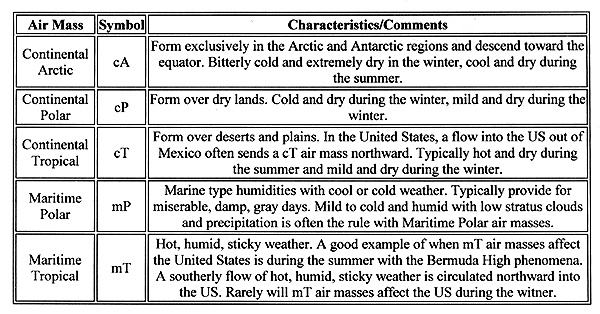 Air Mass Symbol Characteristics/Comments
Continental Arctic
cA
Form exclusively in the Arctic and Antarctic regions and descend toward the
equator. Bitterly cold and extremely dry in the winter, cool and dry during
the summer.
Continental Polar
cP
Form over dry lands. Cold and dry during the winter, mild and dry during the
winter.
Continental Tropical
cT
Form over deserts and plains. In the United States, a flow into the US out of
Mexico often sends a cT air mass northward. Typically hot and dry during
the summer and mild and dry during the winter.
Maritime Polar
mP
Marine type humidities with cool or cold weather. Typically provide for
miserable, damp, gray days. Mild to cold and humid with low stratus clouds
and precipitation is often the rule with Maritime Polar air masses.
Maritime Tropical
mT
Hot, humid, sticky weather. A good example of when mT air masses affect
the United States is during the summer with the Bermuda High phenomena.
A southerly flow of hot, humid, sticky weather is circulated northward into
the US. Rarely will mT air masses affect the US during the witner.